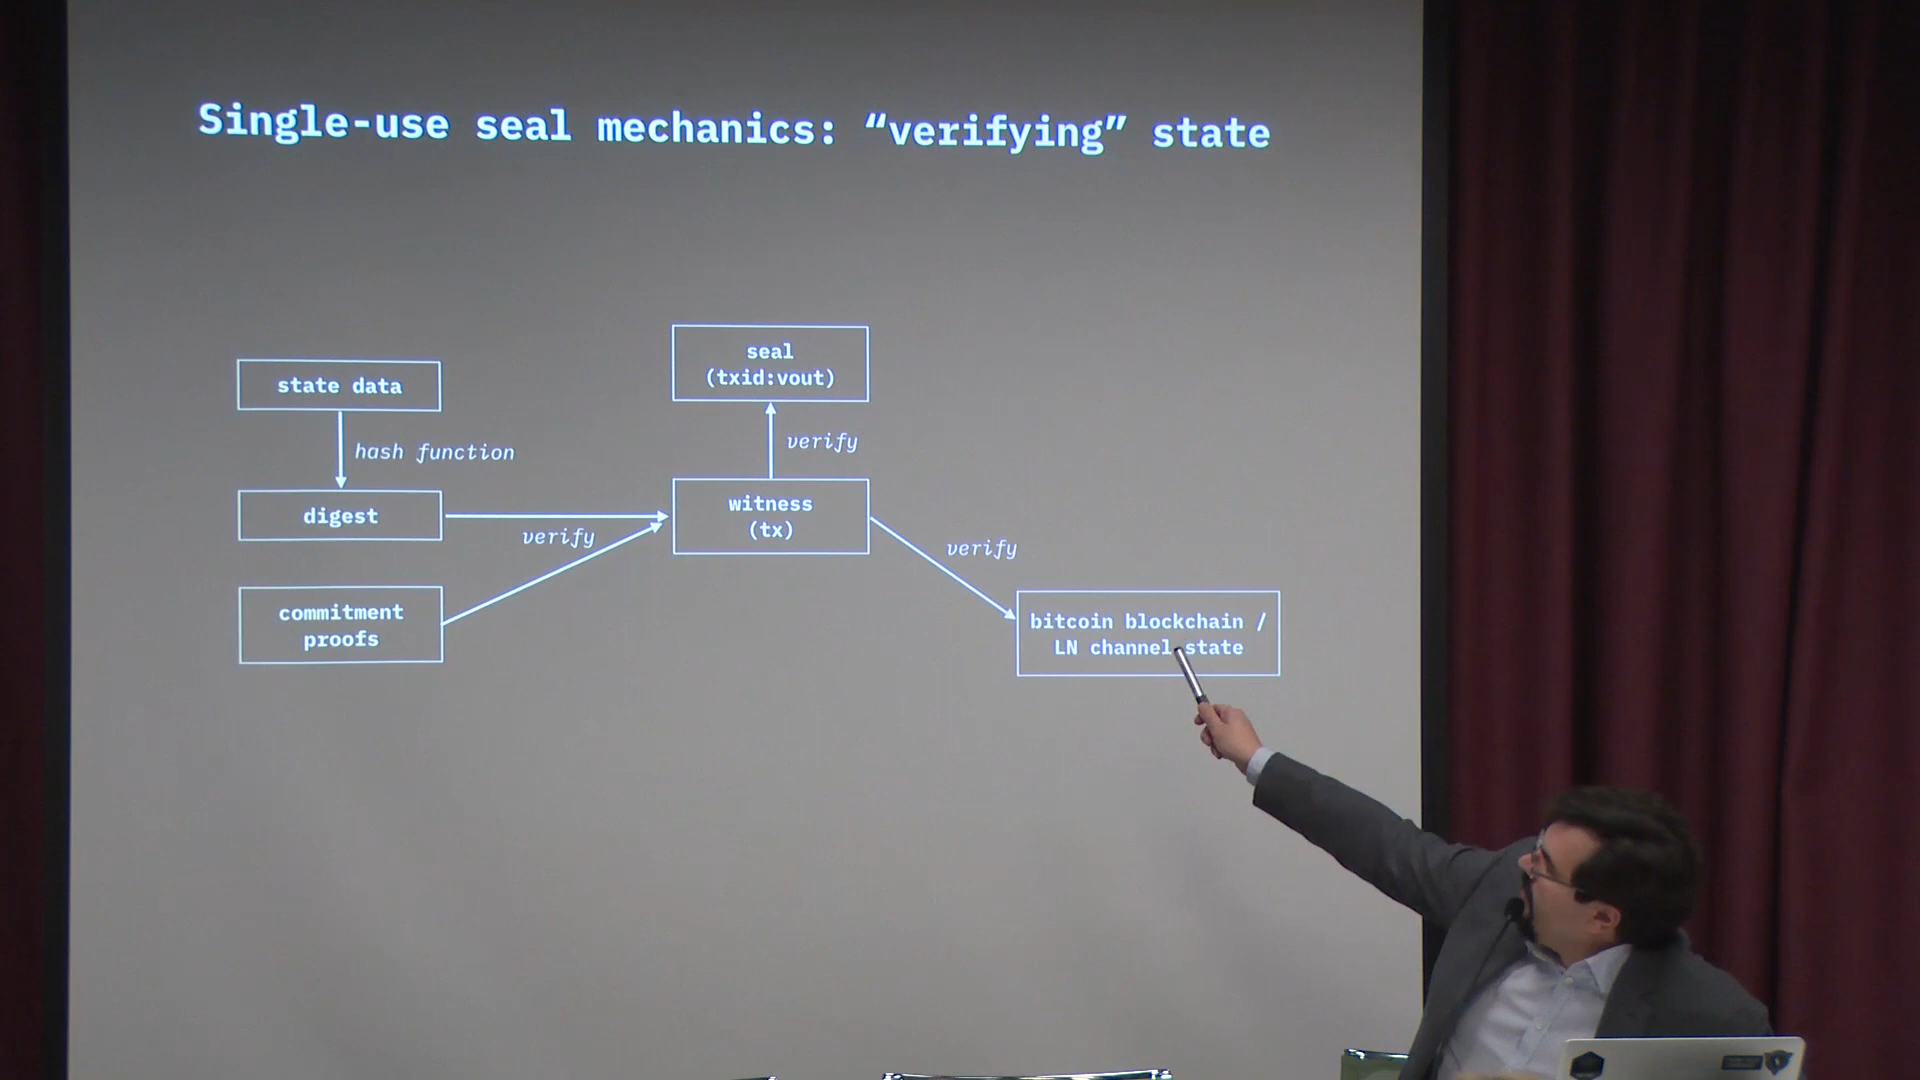 Single-use seal mechanics: “verifying” state
seal
(txid:vout)
state data
verify
hash function
witness
(tx)
digest
verify
verify
commitment
proofs
bitcoin blockchain /
LN channel state